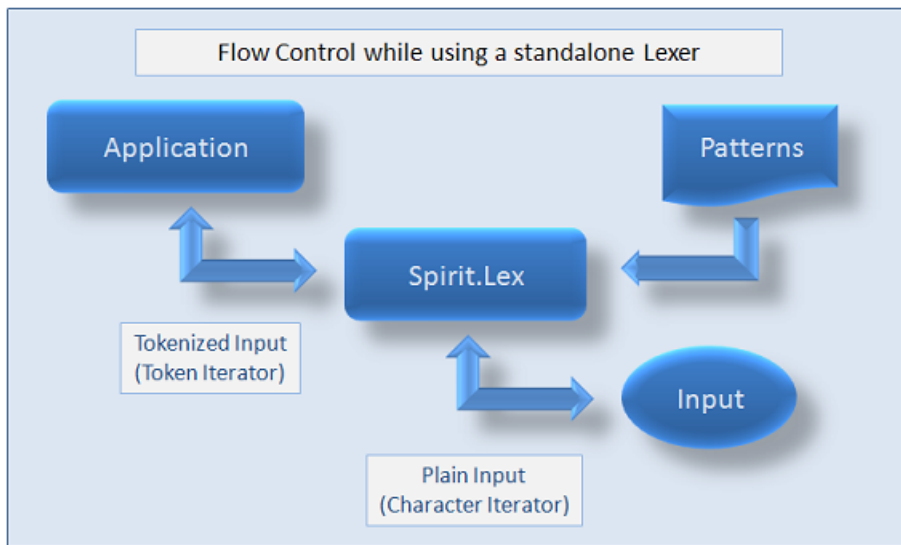 Flow Control while using a standalone Lexer
Application
Patterns
Spirit.Lex
Tokenized Input
(Token Iterator)
Input
Plain Input
(Character Iterator)